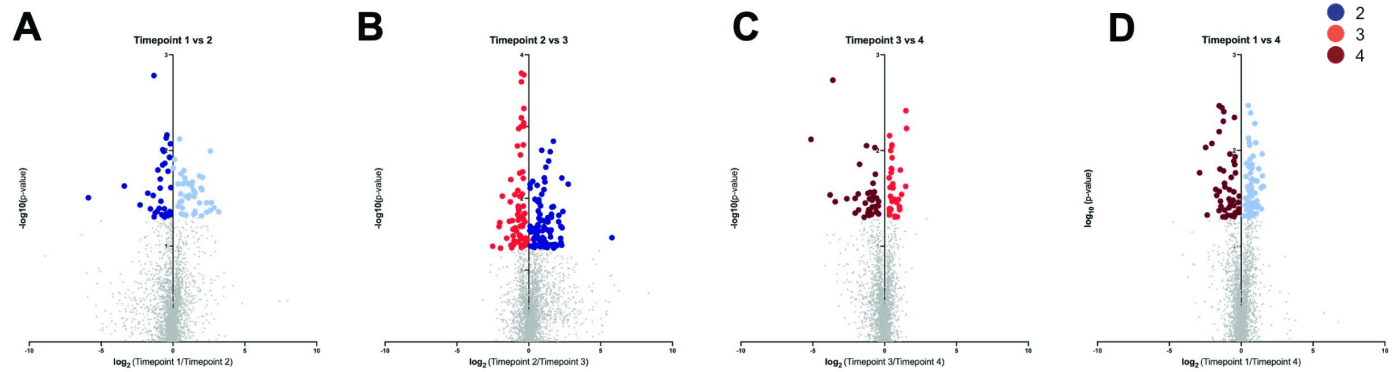 A
Timepoint 1 vs 2
3
2
1
-log10(p-value)
-10
-5
0
5
10
log2 (Timepoint 1/Timepoint 2)
B
Timepoint 2 vs 3
4
-log10(p-value)
-10
-5
0
5
10
log2 (Timepoint 2/Timepoint 3)
C
Timepoint 3 vs 4
3
2
1
-log10(p-value)
-10
-5
0
5
10
log2 (Timepoint 3/Timepoint 4)
D
Timepoint 1 vs 4
3
2
1
log10 (p-value)
-10
-5
0
5
10
log2 (Timepoint 1/Timepoint 4)
2
3
4